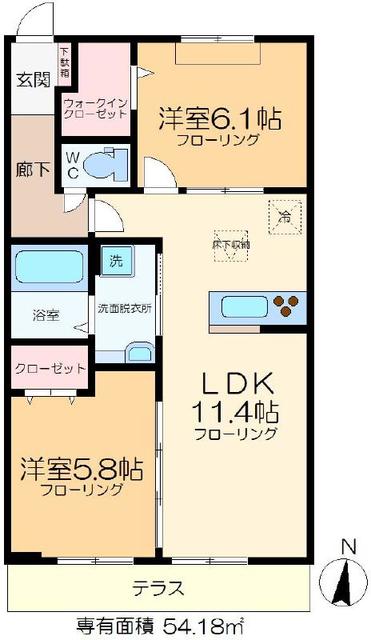 玄関
下駄箱
ウォークイン
クローゼット
洋室6.1帖
フローリング
廊下
WC
冷
床下収納
洗
浴室
洗面脱衣所
クローゼット
LDK
11.4帖
フローリング
洋室5.8帖
フローリング
テラス
N
専有面積 54.18㎡